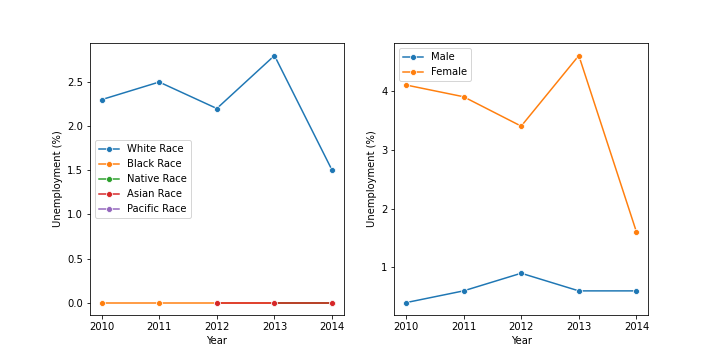 2.5
2.0
1.5
1.0
0.5
0.0
Unemployment (%)
White Race
Black Race
Native Race
Asian Race
Pacific Race
2010 2011 2012 2013 2014
Year
4
3
2
1
Unemployment (%)
Male
Female
2010 2011 2012 2013 2014
Year